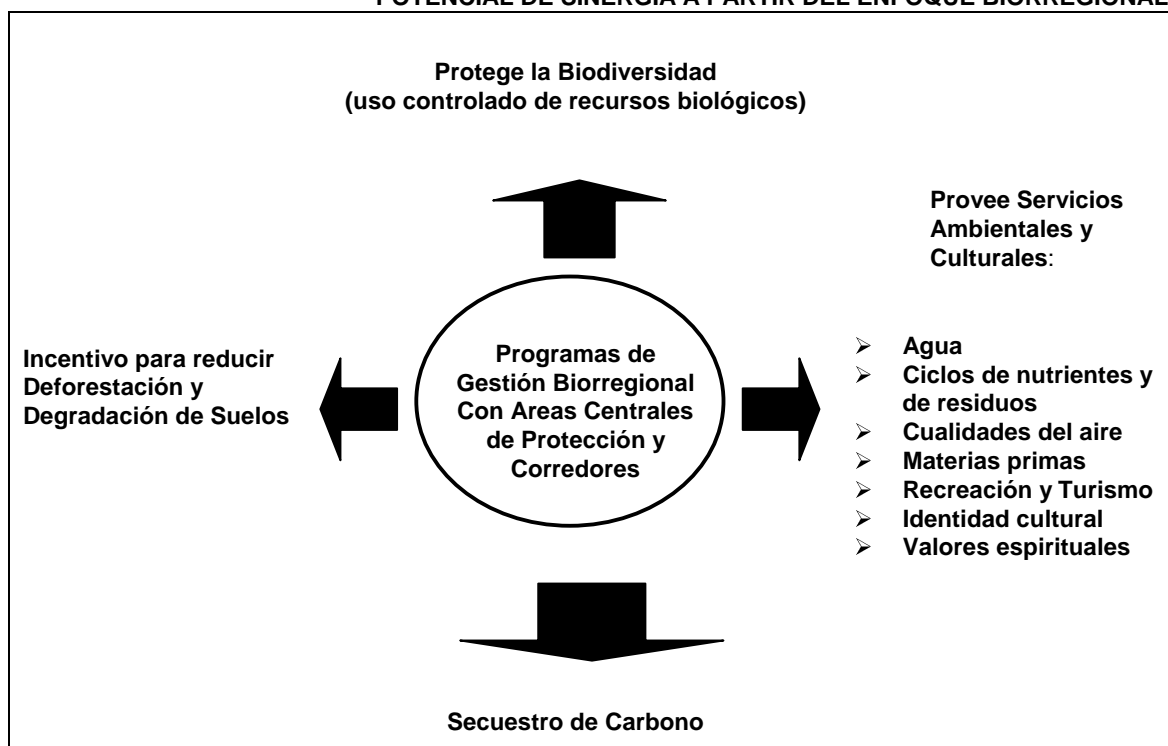 POTENCIAL DE SINERGIA A PARTIR DEL ENFOQUE BIORREGIONAL
Protege la Biodiversidad
(uso controlado de recursos biológicos)
Provee Servicios
Ambientales y
Culturales:
Incentivo para reducir
Deforestación y
Degradación de Suelos
Programas de
Gestión Biorregional
Con Areas Centrales
de Protección y
Corredores
➢ Agua
➢ Ciclos de nutrientes y
de residuos
➢ Cualidades del aire
➢ Materias primas
➢ Recreación y Turismo
➢ Identidad cultural
➢ Valores espirituales
Secuestro de Carbono